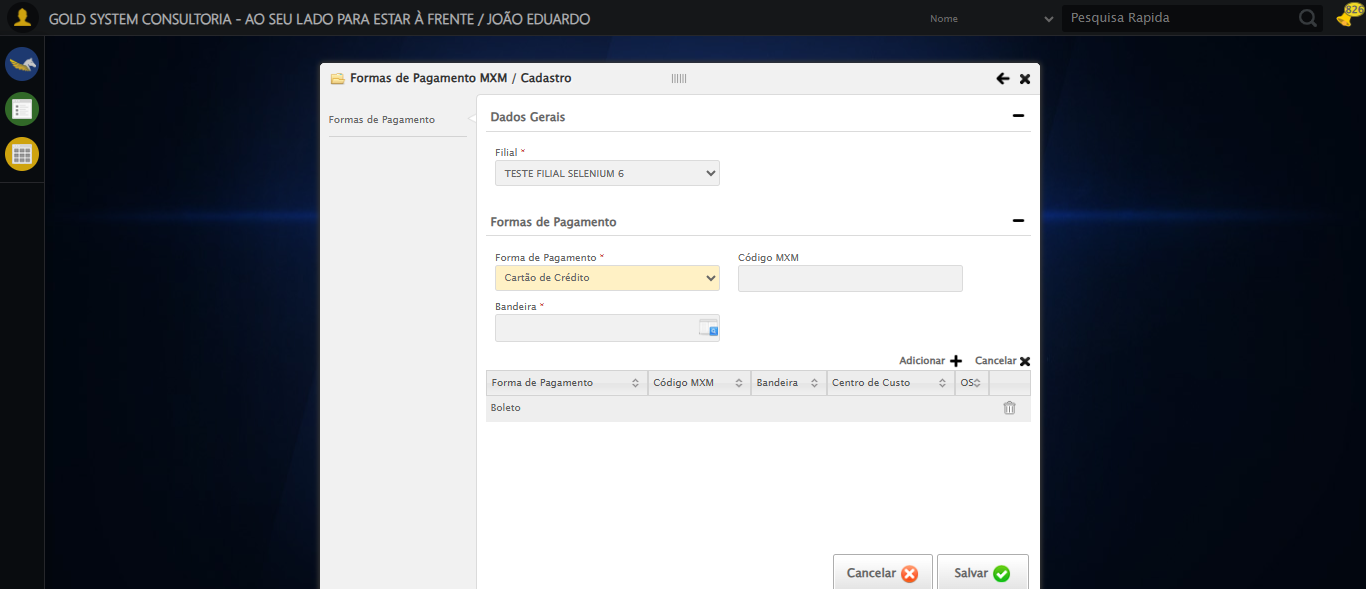 GOLD SYSTEM CONSULTORIA - AO SEU LADO PARA ESTAR À FRENTE / JOÃO EDUARDO
Nome
Pesquisa Rapida
826
Formas de Pagamento MXM / Cadastro
Formas de Pagamento
Dados Gerais
Filial *
TESTE FILIAL SELENIUM 6
Formas de Pagamento
Forma de Pagamento * Código MXM
Cartão de Crédito
Bandeira *
Adicionar Cancelar
Forma de Pagamento Código MXM Bandeira Centro de Custo OS
Boleto
Cancelar Salvar